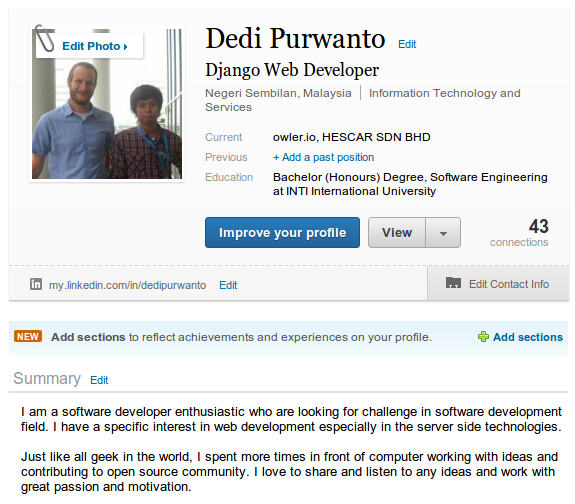 Edit Photo
Dedi Purwanto Edit
Django Web Developer
Negeri Sembilan, Malaysia | Information Technology and
Services
Current owler.io, HESCAR SDN BHD
Previous + Add a past position
Education Bachelor (Honours) Degree, Software Engineering
at INTI International University
Improve your profile View 43
connections
in my.linkedin.com/in/dedipurwanto Edit Edit Contact Info
NEW Add sections to reflect achievements and experiences on your profile. Add sections
Summary Edit
I am a software developer enthusiastic who are looking for challenge in software development
field. I have a specific interest in web development especially in the server side technologies.
Just like all geek in the world, I spent more times in front of computer working with ideas and
contributing to open source community. I love to share and listen to any ideas and work with
great passion and motivation.